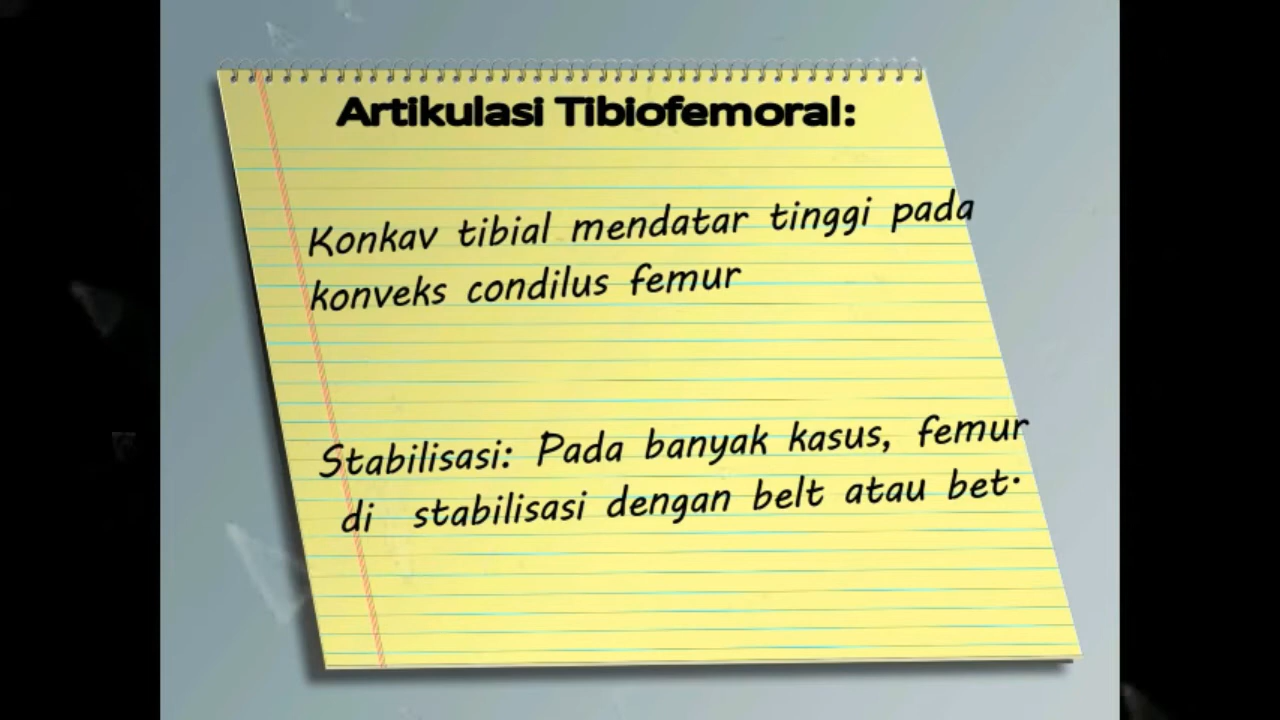 Artikulasi Tibiofemoral:
Konkav tibial mendatar tinggi pada
konveks condilus femur
Stabilisasi: Pada banyak kasus, femur
di stabilisasi dengan belt atau bet.